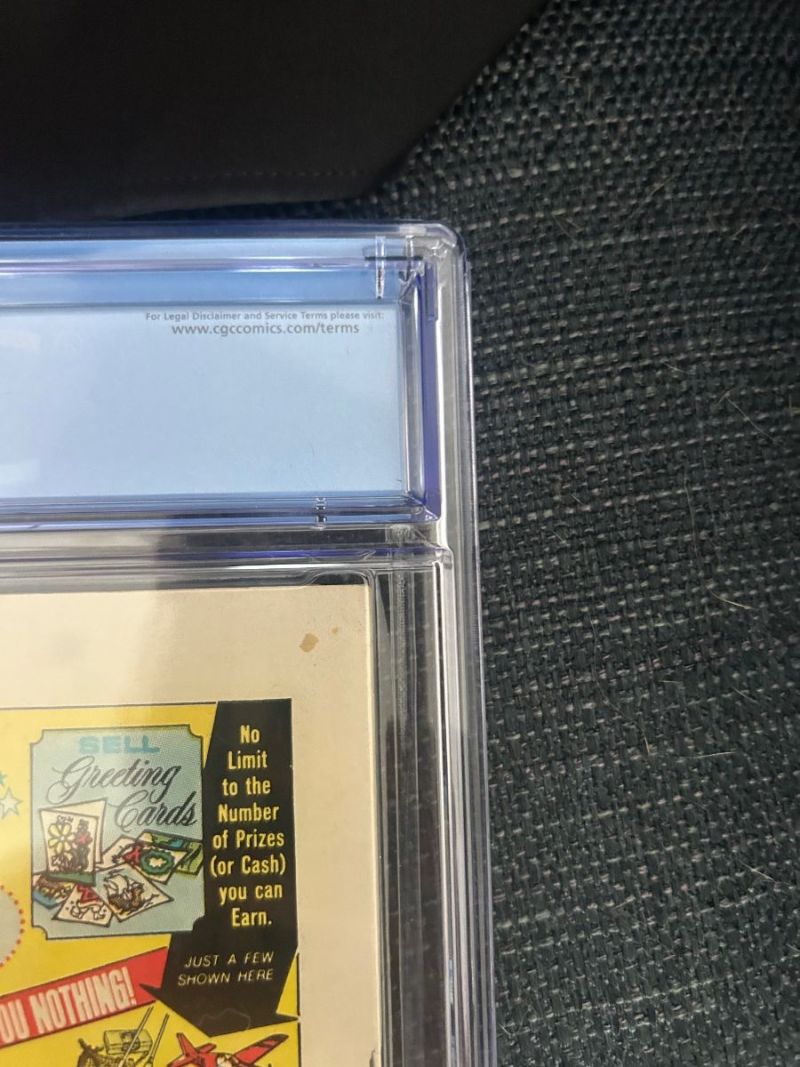 For Legal Disclaimer and Service Terms please visit:
www.cgccomics.com/terms
SELL
Greeting
Cards
No
Limit
to the
Number
of Prizes
(or Cash)
you can
Earn.
JUST A FEW
SHOWN HERE
NOTHING!